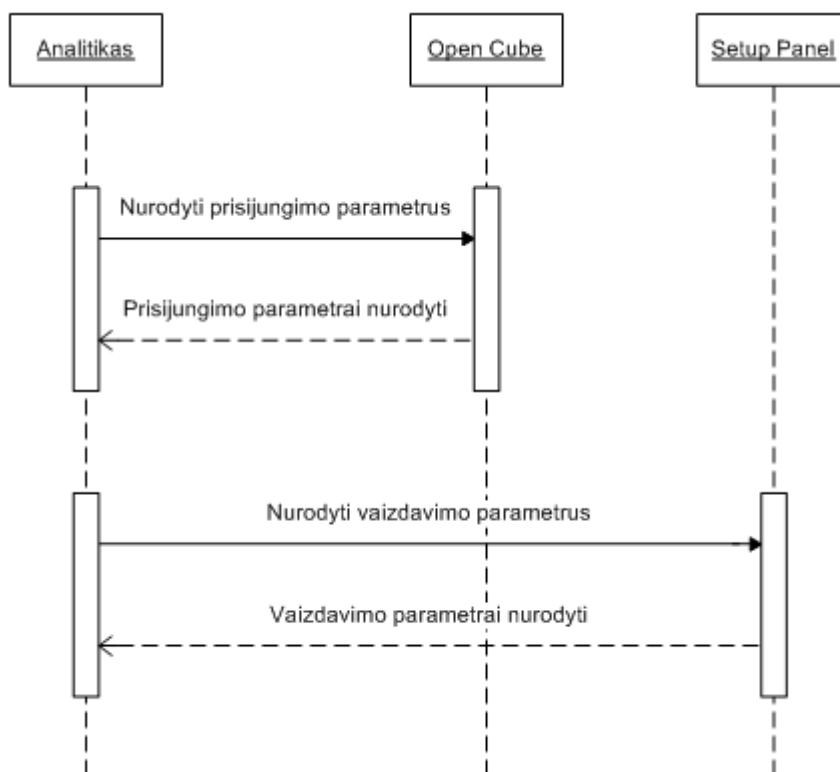 Analitikas
Open Cube
Setup Panel
Nurodyti prisijungimo parametrus
Prisijungimo parametrai nurodyti
Nurodyti vaizdavimo parametrus
Vaizdavimo parametrai nurodyti